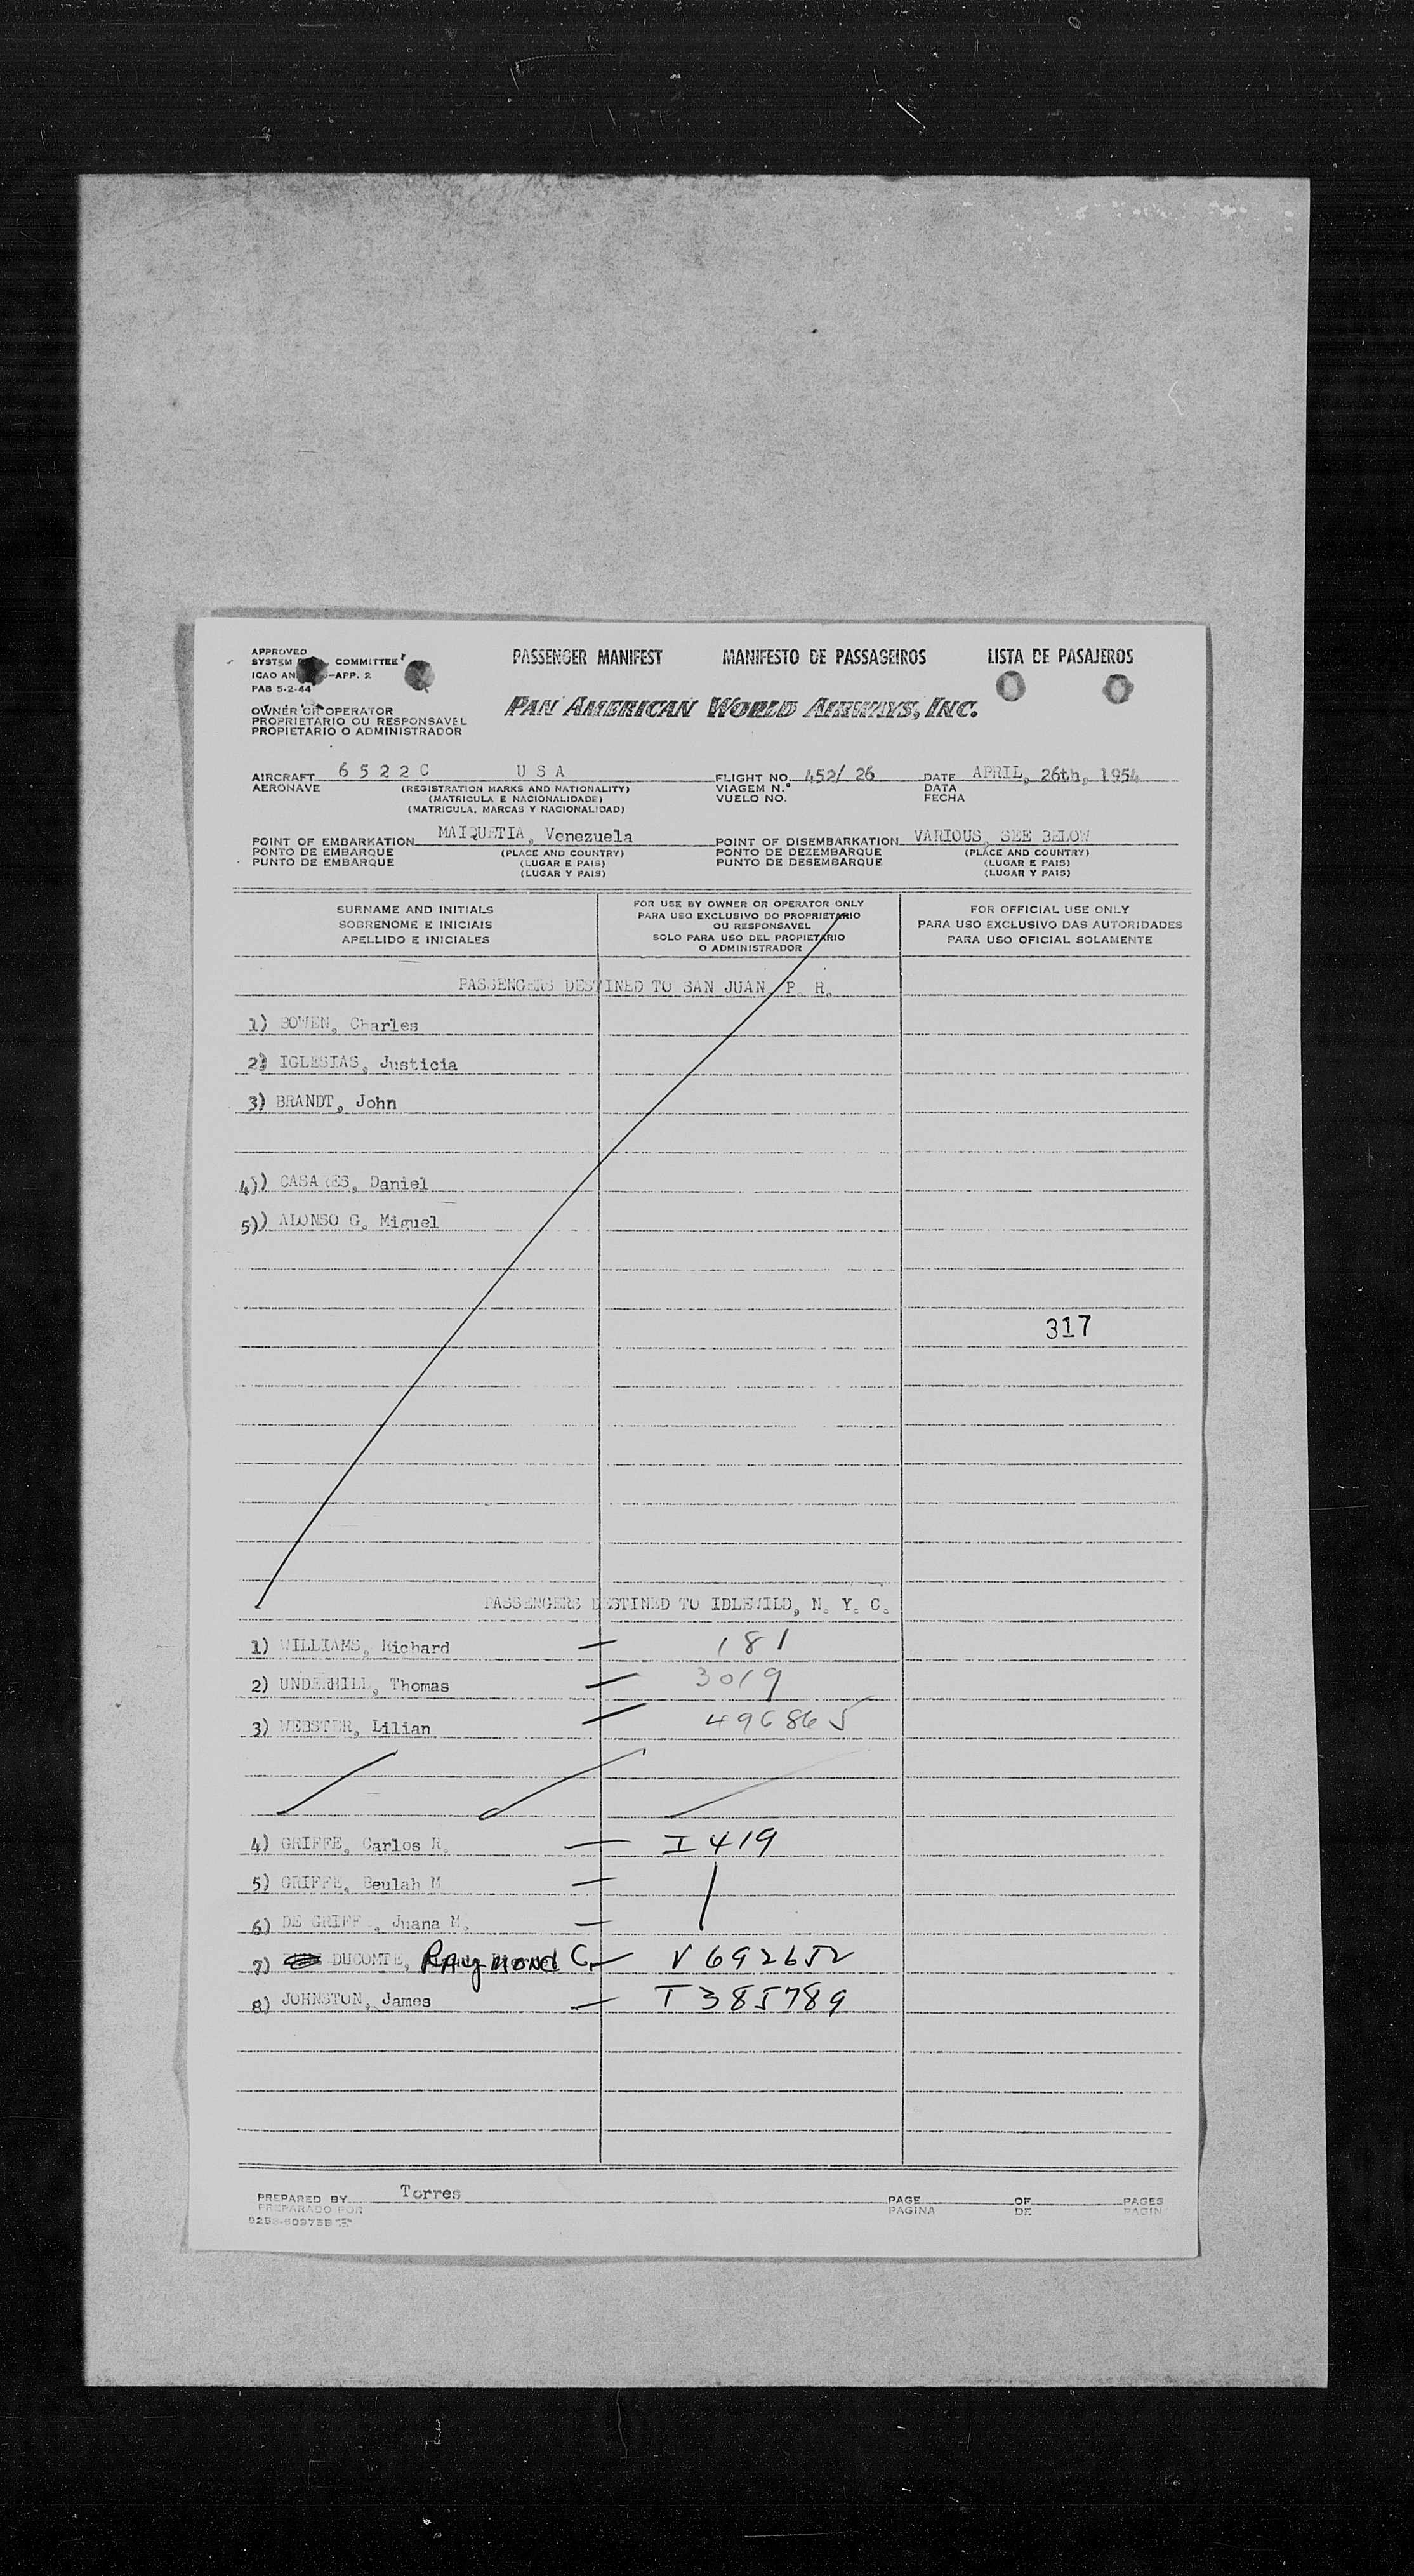 APPROVED
SYSTEM COMMITTEE
ICAO AN -APP. 2
PAB 5-2-44
PASSENGER MANIFEST MANIFESTO DE PASSAGEIROS LISTA DE PASAJEROS
OWNER OR OPERATOR
PROPRIETARIO OU RESPONSAVEL
PROPIETARIO O ADMINISTRADOR
PAN AMERICAN WORLD AIRWAYS, INC.
AIRCRAFT 6522C USA FLIGHT NO. 452/ 26 DATE APRIL, 26th, 1954
AERONAVE (REGISTRATION MARKS AND NATIONALITY) VIAGEM N.º DATA
(MATRICULA E NACIONALIDADE) VUELO NO. FECHA
(MATRICULA, MARCAS Y NACIONALIDAD)
POINT OF EMBARKATION MAIQUETIA, Venezuela POINT OF DISEMBARKATION VARIOUS, SEE BELOW
PONTO DE EMBARQUE (PLACE AND COUNTRY) PONTO DE DEZEMBARQUE (PLACE AND COUNTRY)
PUNTO DE EMBARQUE (LUGAR E PAIS) PUNTO DE DESEMBARQUE (LUGAR E PAIS)
(LUGAR Y PAIS) (LUGAR Y PAIS)
SURNAME AND INITIALS
SOBRENOME E INICIAIS
APELLIDO E INICIALES
FOR USE BY OWNER OR OPERATOR ONLY
PARA USO EXCLUSIVO DO PROPRIETARIO
OU RESPONSAVEL
SOLO PARA USO DEL PROPIETARIO
O ADMINISTRADOR
FOR OFFICIAL USE ONLY
PARA USO EXCLUSIVO DAS AUTORIDADES
PARA USO OFICIAL SOLAMENTE
PASSENGERS DESTINED TO SAN JUAN, P. R.
1) BOWEN, Charles
2) IGLESIAS, Justicia
3) BRANDT, John
4)) CASARES, Daniel
5)) ALONSO G. Miguel
317
PASSENGERS DESTINED TO IDLEWILD, N. Y. C.
1) WILLIAMS, Richard — 181
2) UNDERHILL, Thomas — 3019
3) WEBSTER, Lilian — 496865
4) GRIFFE, Carlos R. — I 419
5) GRIFFE, Beulah M —
6) DE GRIFFE, Juana M. —
7) DUCOMTE, RAYMOND C. — V 692652
8) JOHNSTON, James — T 385789
PREPARED BY Torres PAGE OF PAGES
PREPARADO POR PAGINA DE PAGIN